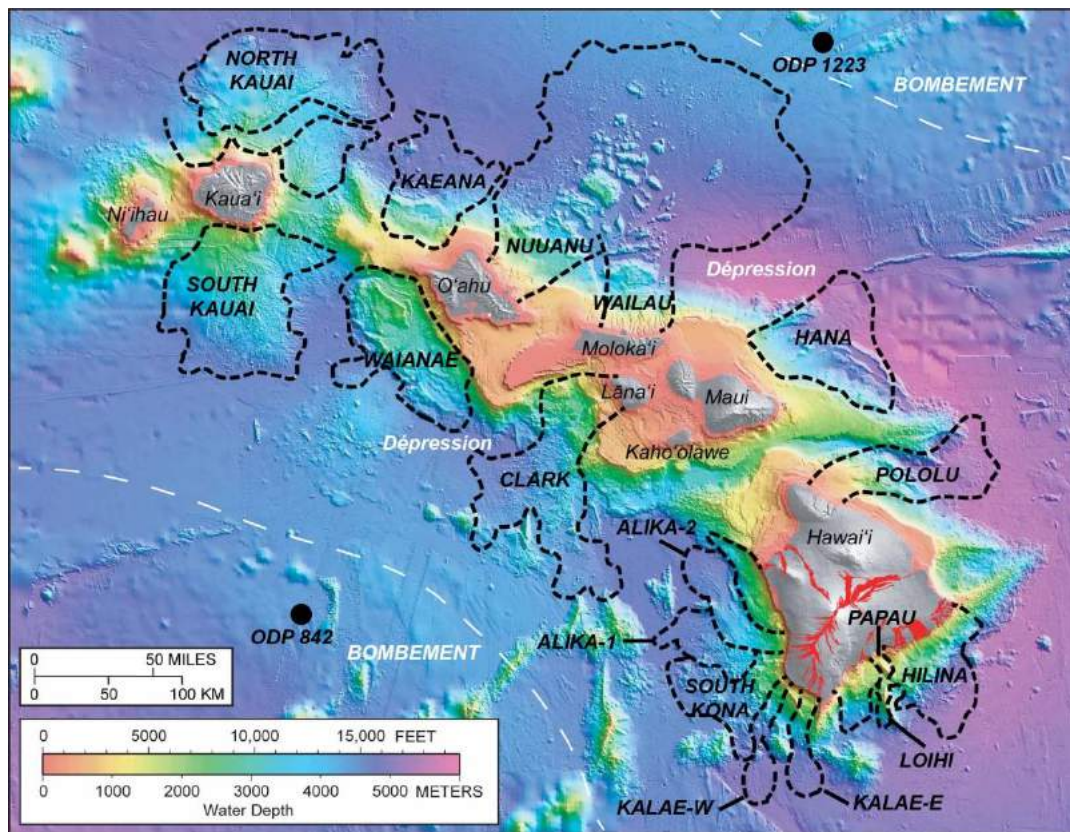 NORTH
KAUAI
ODP 1223
BOMBEMENT
KAEANA
Kaua'i
Ni'ihau
NUUANU
Dépression
O'ahu
SOUTH
KAUAI
WAILAU
HANA
Moloka'i
WAIANAE
Lāna'i
Maui
Dépression
Kaho'olawe
CLARK
POLOLU
ALIKA-2
Hawai'i
ODP 842
PAPAU
ALIKA-1
BOMBEMENT
HILINA
SOUTH
KONA
LOIHI
KALAE-W
KALAE-E
0 50 MILES
0 50 100 KM
0 5000 10,000 15,000 FEET
0 1000 2000 3000 4000 5000 METERS
Water Depth